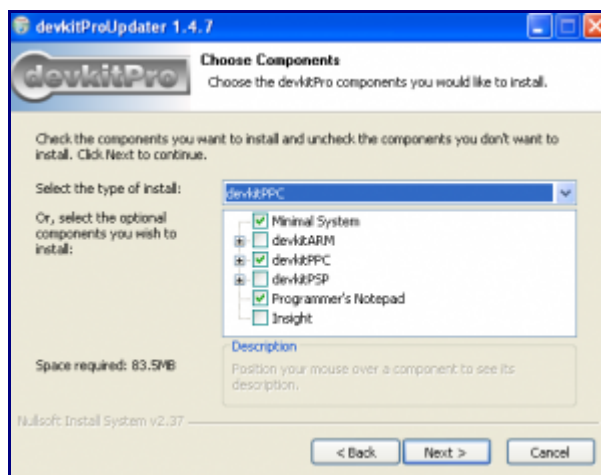 devkitProUpdater 1.4.7
devkitPro
Choose Components
Choose the devkitPro components you would like to install.
Check the components you want to install and uncheck the components you don't want to
install. Click Next to continue.
Select the type of install:
devkitPPC
Or, select the optional
components you wish to
install:
Minimal System
devkitARM
devkitPPC
devkitPSP
Programmer's Notepad
Insight
Space required: 83.5MB
Description
Position your mouse over a component to see its
description.
Nullsoft Install System v2.37
< Back
Next >
Cancel